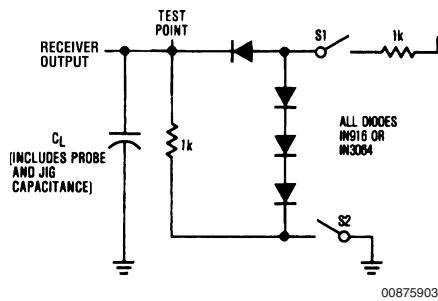 TEST
POINT
RECEIVER
OUTPUT
S1
1k
CL
(INCLUDES PROBE
AND JIG
CAPACITANCE)
1k
ALL DIODES
IN916 OR
IN3064
S2
00875903